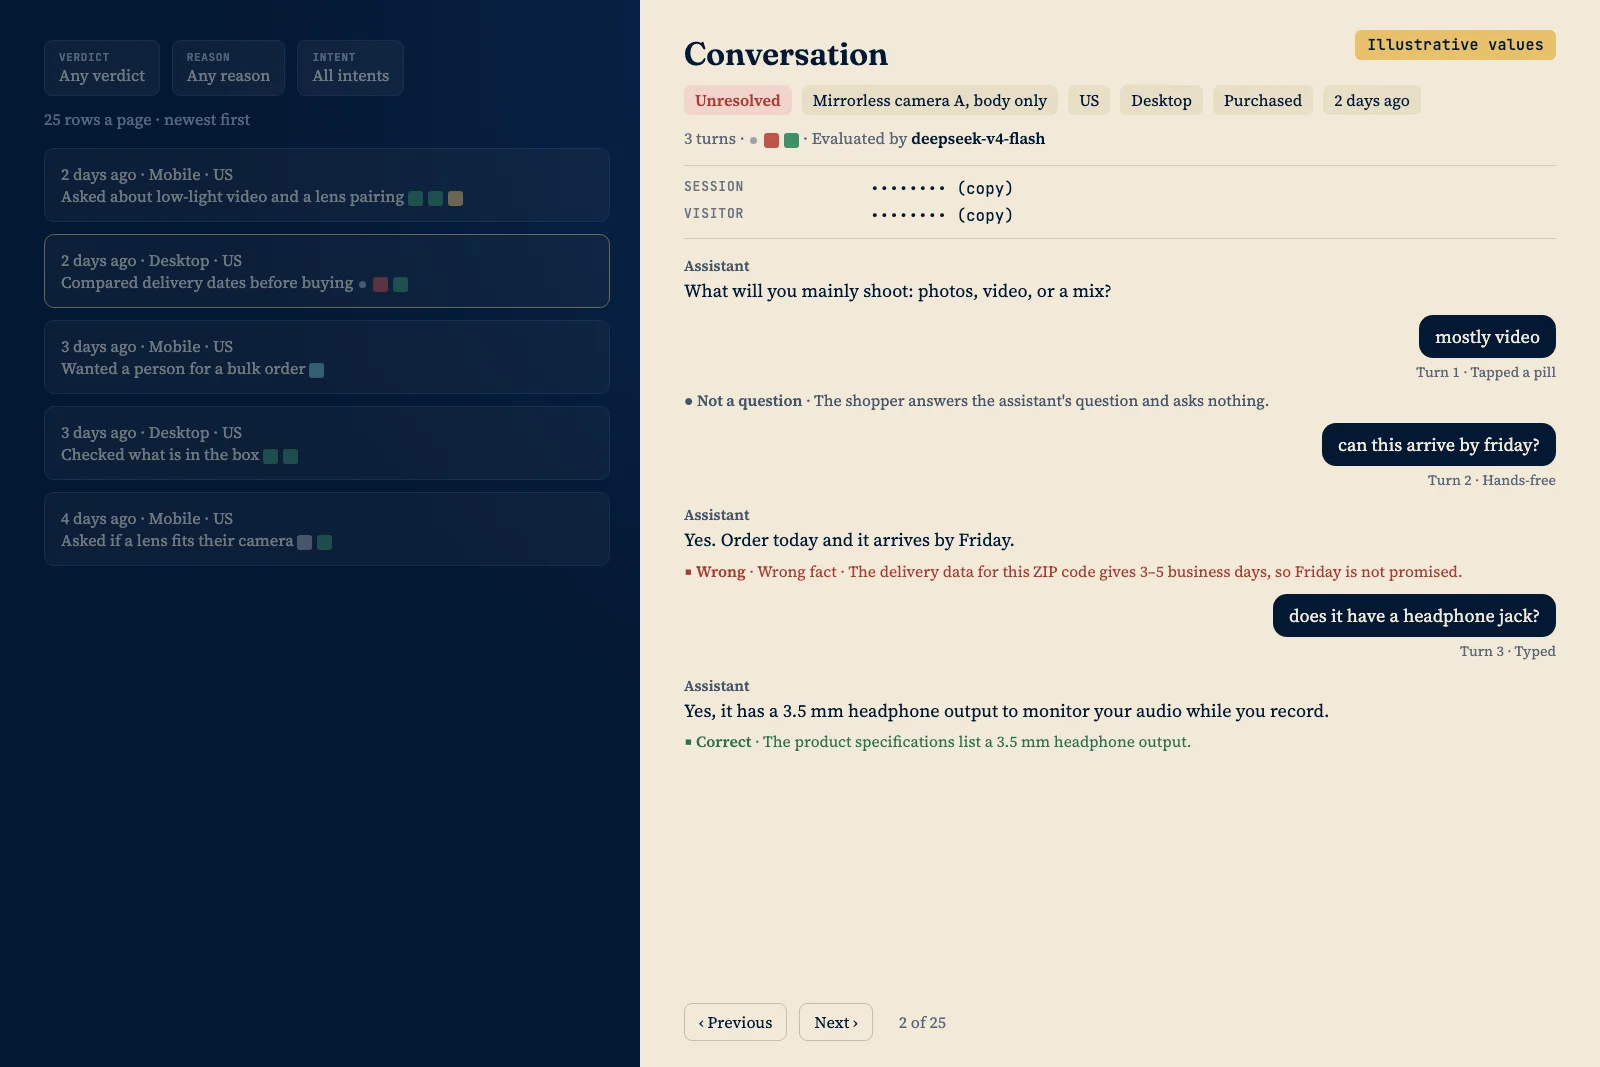 VERDICT
Any verdict
REASON
Any reason
INTENT
All intents
25 rows a page · newest first
2 days ago · Mobile · US
Asked about low-light video and a lens pairing
2 days ago · Desktop · US
Compared delivery dates before buying
3 days ago · Mobile · US
Wanted a person for a bulk order
3 days ago · Desktop · US
Checked what is in the box
4 days ago · Mobile · US
Asked if a lens fits their camera
Conversation
Illustrative values
Unresolved
Mirrorless camera A, body only
US
Desktop
Purchased
2 days ago
3 turns · · Evaluated by deepseek-v4-flash
SESSION •••••••• (copy)
VISITOR •••••••• (copy)
Assistant
What will you mainly shoot: photos, video, or a mix?
mostly video
Turn 1 · Tapped a pill
● Not a question · The shopper answers the assistant's question and asks nothing.
can this arrive by friday?
Turn 2 · Hands-free
Assistant
Yes. Order today and it arrives by Friday.
▪ Wrong · Wrong fact · The delivery data for this ZIP code gives 3–5 business days, so Friday is not promised.
does it have a headphone jack?
Turn 3 · Typed
Assistant
Yes, it has a 3.5 mm headphone output to monitor your audio while you record.
▪ Correct · The product specifications list a 3.5 mm headphone output.
‹ Previous
Next ›
2 of 25